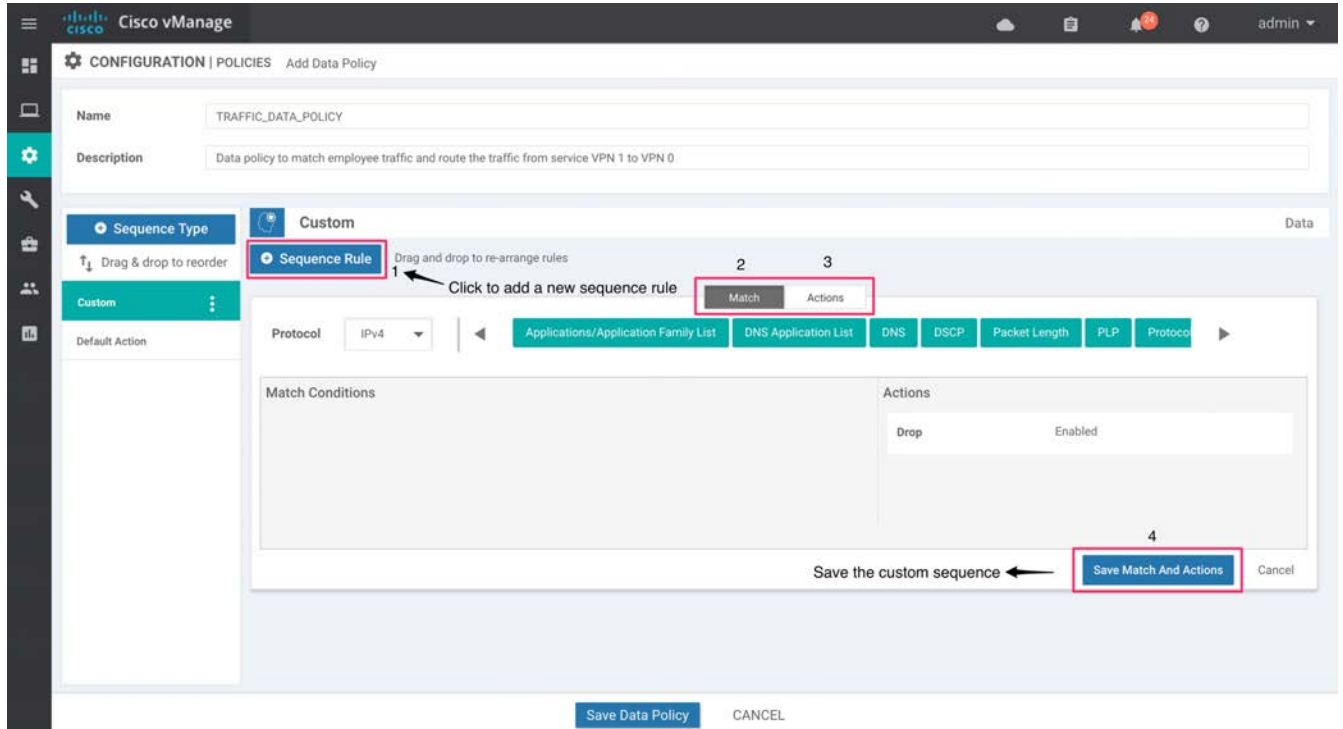 cisco Cisco vManage
24
admin
CONFIGURATION | POLICIES Add Data Policy
Name TRAFFIC_DATA_POLICY
Description Data policy to match employee traffic and route the traffic from service VPN 1 to VPN 0
Sequence Type
Drag & drop to reorder
Custom
Default Action
Custom Data
Sequence Rule Drag and drop to re-arrange rules
1
Click to add a new sequence rule
2 3
Match Actions
Protocol IPv4 Applications/Application Family List DNS Application List DNS DSCP Packet Length PLP Protocol
Match Conditions
Actions
Drop Enabled
4
Save the custom sequence
Save Match And Actions Cancel
Save Data Policy CANCEL